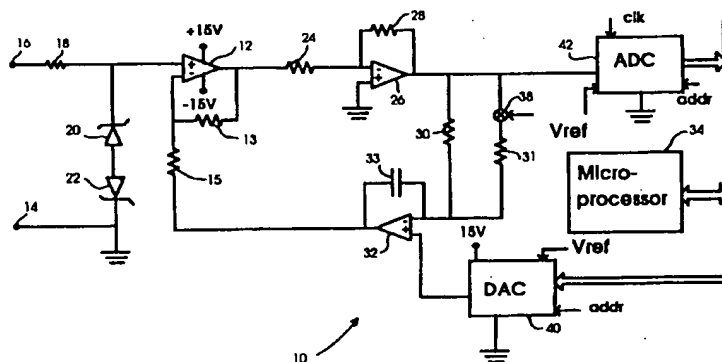 clk
+15V
16
18
12
24
28
42
ADC
26
-15V
38
addr
Vref
13
20
30
31
34
Micro-
processor
15
33
22
14
15V
Vref
32
DAC
addr
40
10